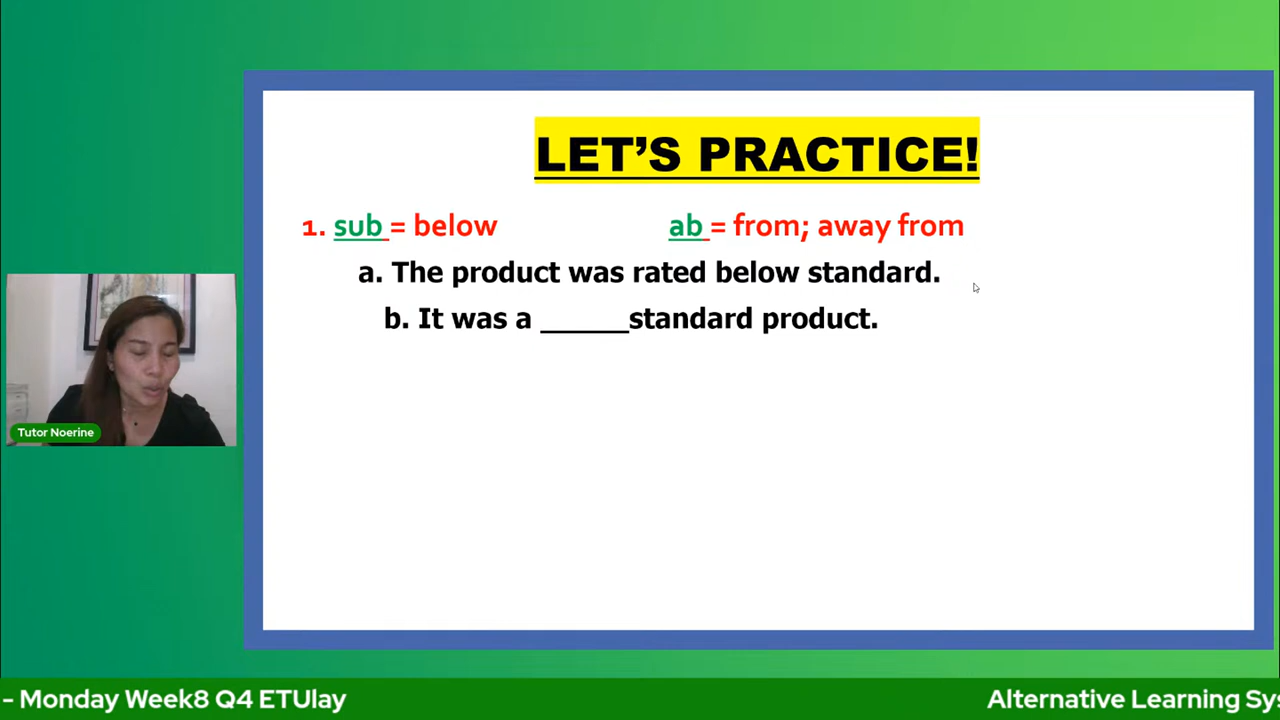 LET’S PRACTICE!
1. sub = below ab = from; away from
a. The product was rated below standard.
b. It was a _____standard product.
Tutor Noerine
– Monday Week8 Q4 ETUlay
Alternative Learning Sys